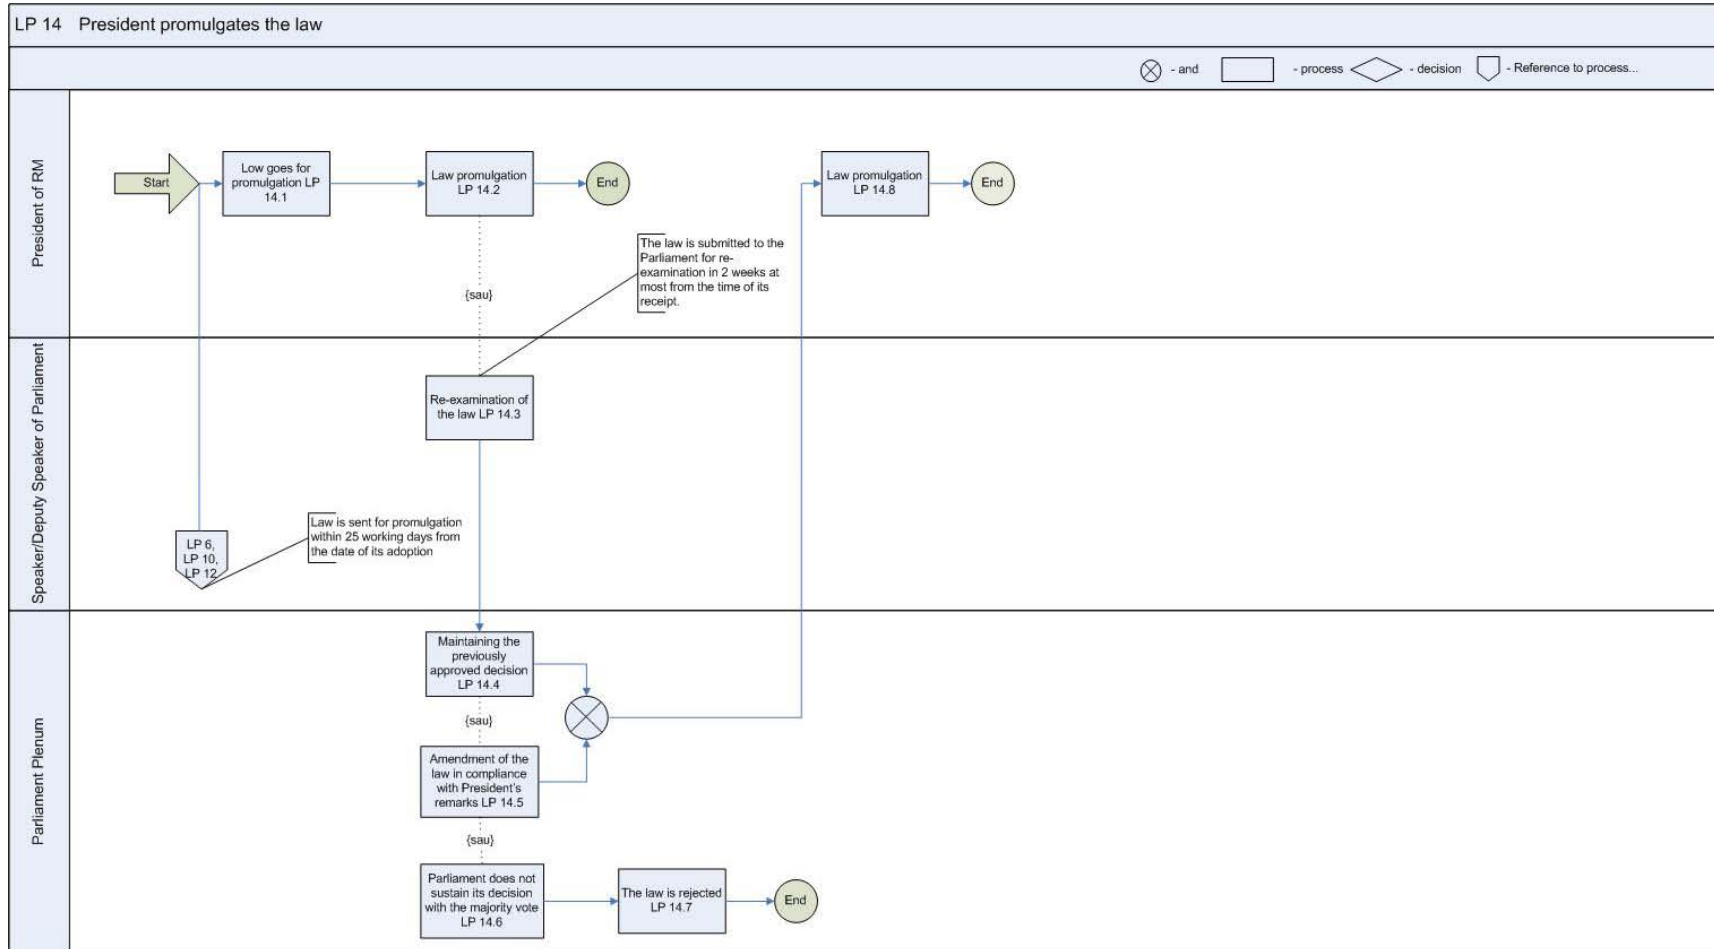 LP 14 President promulgates the law
- and
- process
- decision
- Reference to process...
President of RM
Start
Low goes for
promulgation LP
14.1
Law promulgation
LP 14.2
End
Law promulgation
LP 14.8
End
The law is submitted to the
Parliament for re-
examination in 2 weeks at
most from the time of its
receipt.
{sau}
Speaker/Deputy Speaker of Parliament
Re-examination of
the law LP 14.3
LP 6,
LP 10,
LP 12
Law is sent for promulgation
within 25 working days from
the date of its adoption
Parliament Plenum
Maintaining the
previously
approved decision
LP 14.4
{sau}
Amendment of the
law in compliance
with President's
remarks LP 14.5
{sau}
Parliament does not
sustain its decision
with the majority vote
LP 14.6
The law is rejected
LP 14.7
End